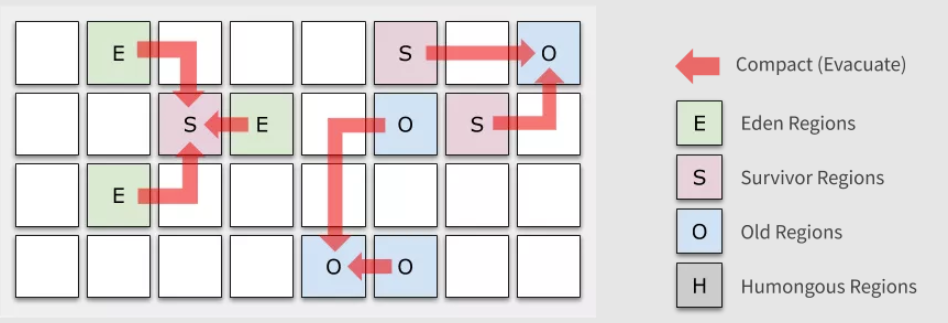 E S O
S E O S
E
O O
Compact (Evacuate)
E Eden Regions
S Survivor Regions
O Old Regions
H Humongous Regions